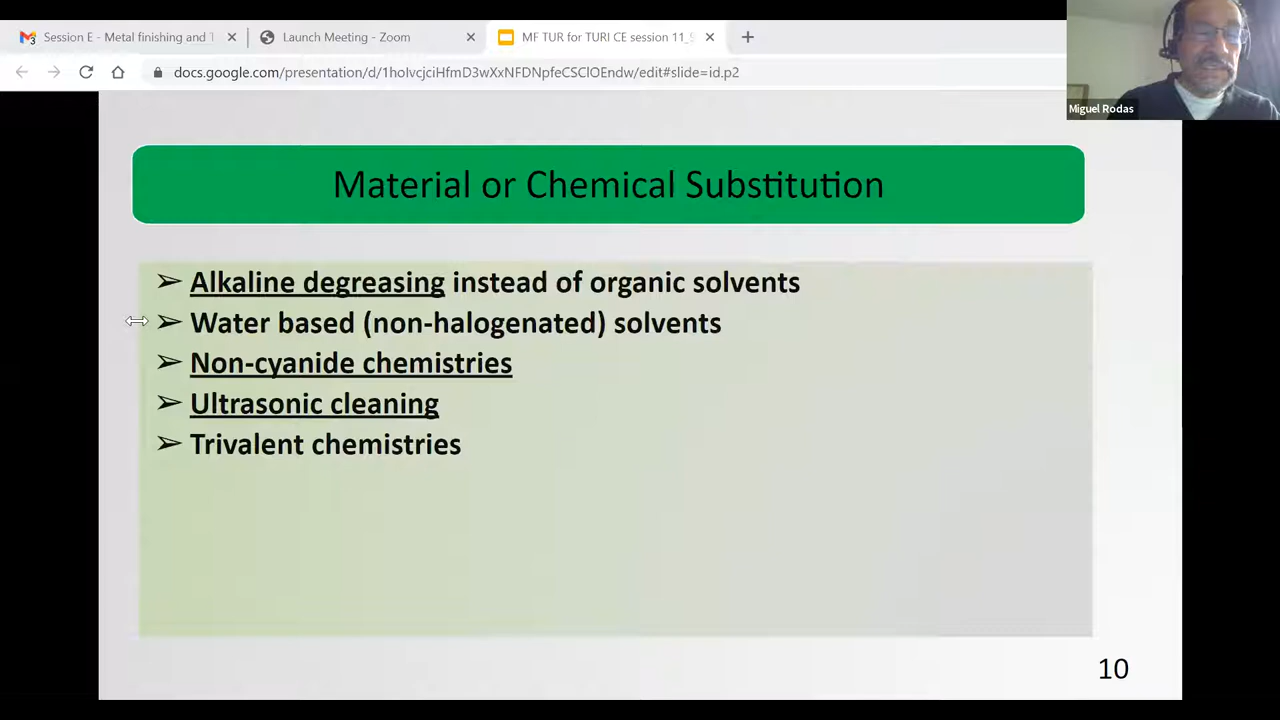 Session E - Metal finishing and T
Launch Meeting - Zoom
MF TUR for TURI CE session 11_
docs.google.com/presentation/d/1hoIvcjciHfmD3wXxNFDNpfeCSClOEndw/edit#slide=id.p2
Miguel Rodas
Material or Chemical Substitution
➢ Alkaline degreasing instead of organic solvents
➢ Water based (non-halogenated) solvents
➢ Non-cyanide chemistries
➢ Ultrasonic cleaning
➢ Trivalent chemistries
10